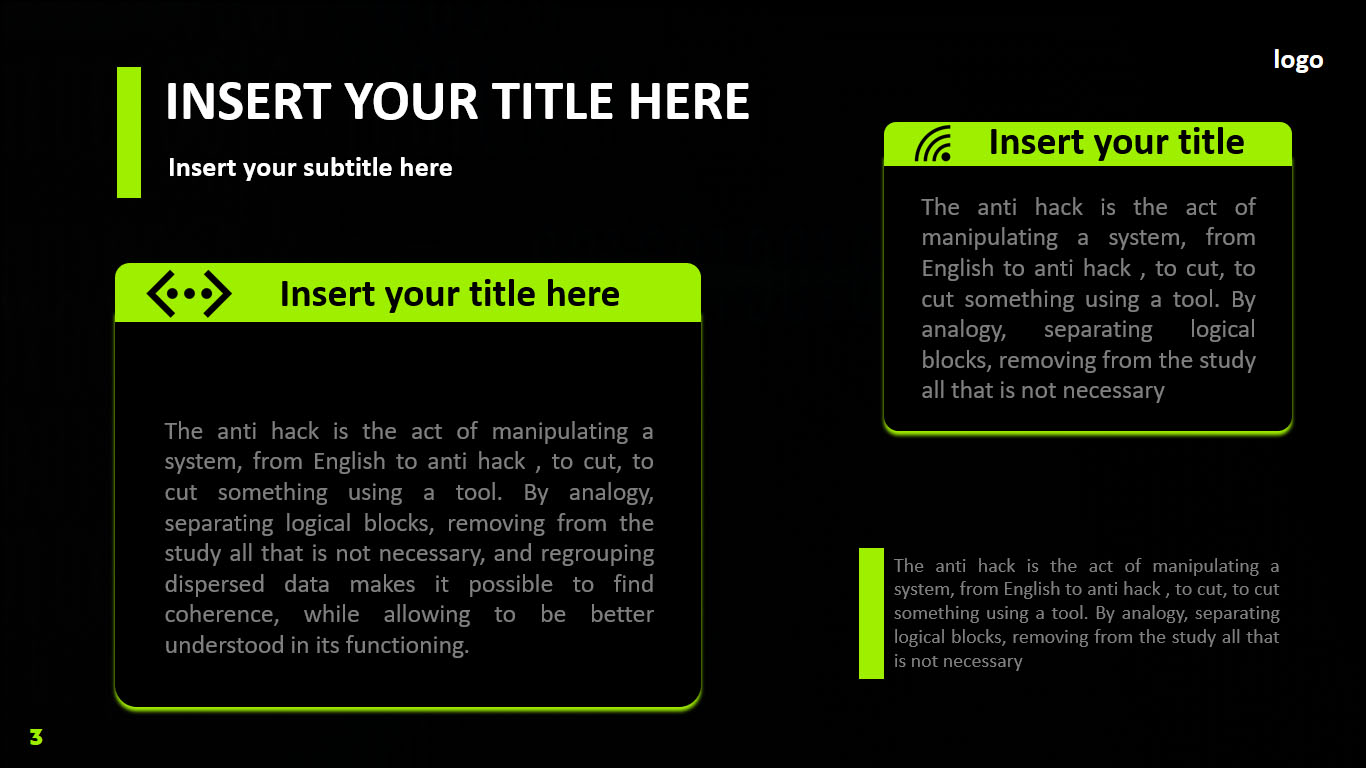 logo
INSERT YOUR TITLE HERE
Insert your subtitle here
Insert your title here
The anti hack is the act of manipulating a
system, from English to anti hack , to cut, to
cut something using a tool. By analogy,
separating logical blocks, removing from the
study all that is not necessary, and regrouping
dispersed data makes it possible to find
coherence, while allowing to be better
understood in its functioning.
Insert your title
The anti hack is the act of
manipulating a system, from
English to anti hack , to cut, to
cut something using a tool. By
analogy, separating logical
blocks, removing from the study
all that is not necessary
The anti hack is the act of manipulating a
system, from English to anti hack , to cut, to cut
something using a tool. By analogy, separating
logical blocks, removing from the study all that
is not necessary
3